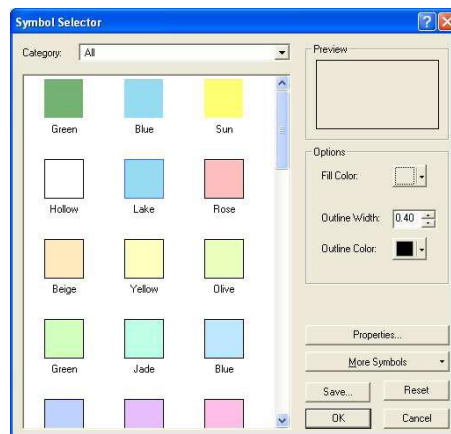 Symbol Selector
Category: All
Green Blue Sun
Hollow Lake Rose
Beige Yellow Olive
Green Jade Blue
Preview
Options
Fill Color:
Outline Width: 0.40
Outline Color:
Properties...
More Symbols
Save... Reset
OK Cancel